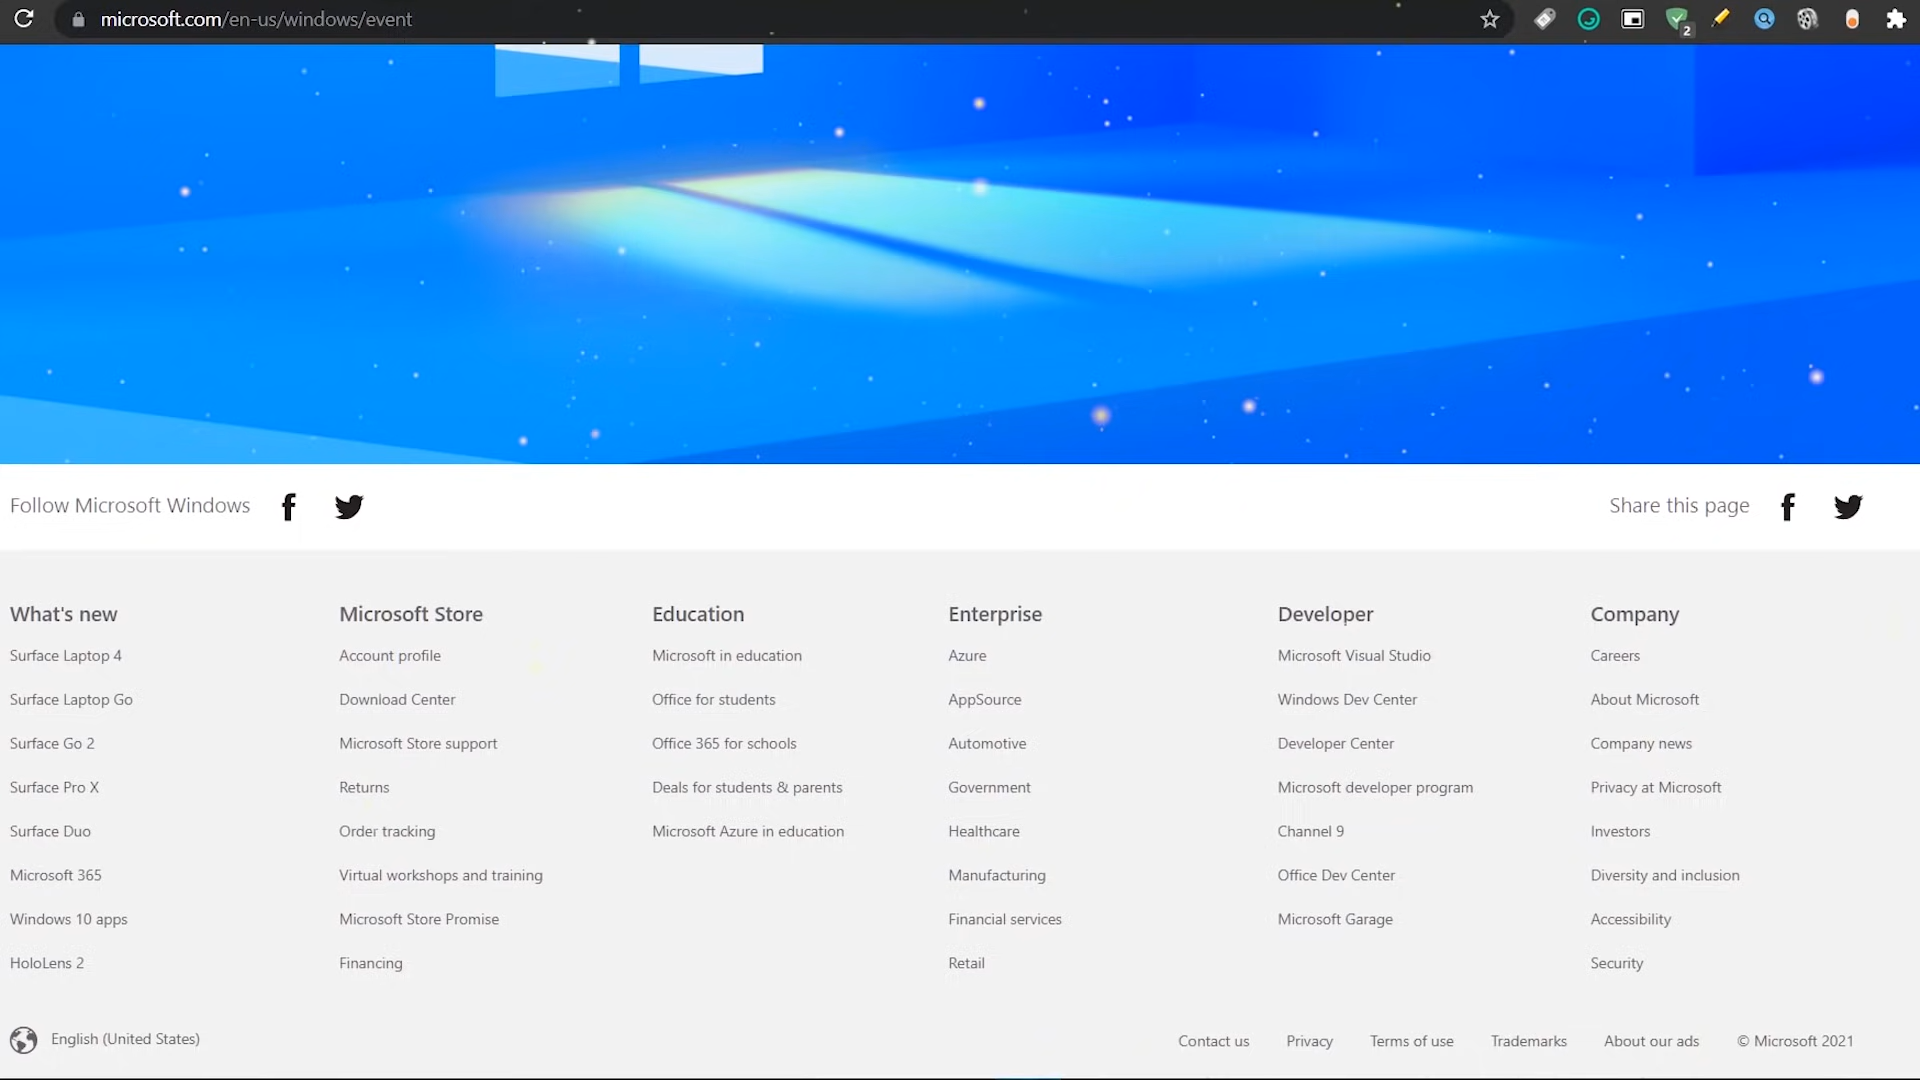 microsoft.com/en-us/windows/event
2
Follow Microsoft Windows
Share this page
What's new
Surface Laptop 4
Surface Laptop Go
Surface Go 2
Surface Pro X
Surface Duo
Microsoft 365
Windows 10 apps
HoloLens 2
Microsoft Store
Account profile
Download Center
Microsoft Store support
Returns
Order tracking
Virtual workshops and training
Microsoft Store Promise
Financing
Education
Microsoft in education
Office for students
Office 365 for schools
Deals for students & parents
Microsoft Azure in education
Enterprise
Azure
AppSource
Automotive
Government
Healthcare
Manufacturing
Financial services
Retail
Developer
Microsoft Visual Studio
Windows Dev Center
Developer Center
Microsoft developer program
Channel 9
Office Dev Center
Microsoft Garage
Company
Careers
About Microsoft
Company news
Privacy at Microsoft
Investors
Diversity and inclusion
Accessibility
Security
English (United States)
Contact us
Privacy
Terms of use
Trademarks
About our ads
© Microsoft 2021